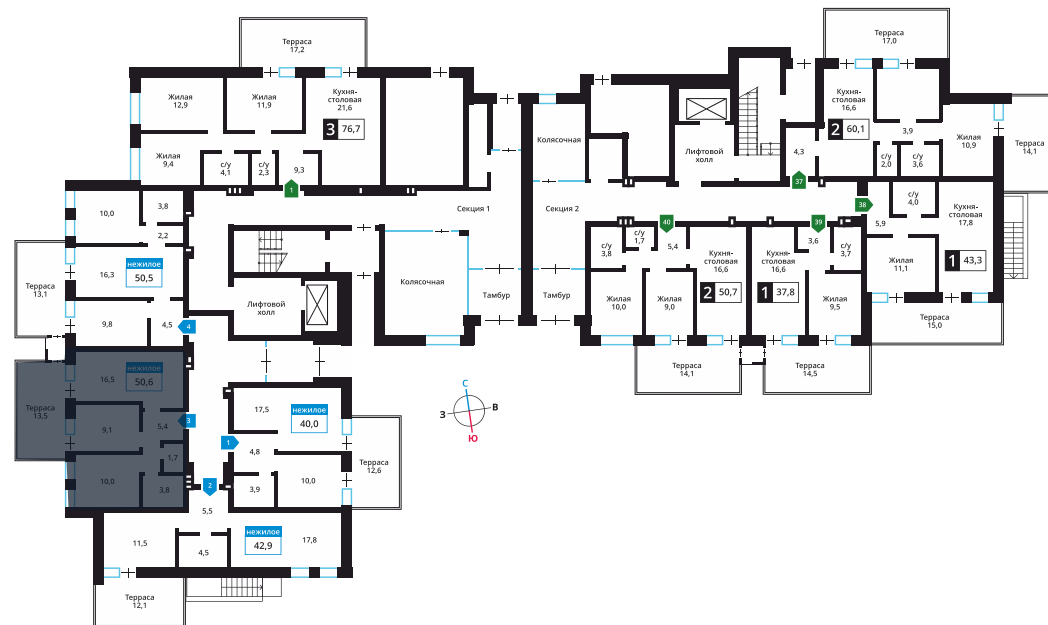 Терраса
17,2
Жилая
12,9
Жилая
11,9
Кухня-
столовая
21,6
3 76,7
Жилая
9,4
с/у
4,1
с/у
2,3
9,3
1
Секция 1
10,0
3,8
2,2
16,3
нежилое
50,5
Терраса
13,1
9,8
4,5
4
Лифтовой
холл
Колясочная
Тамбур
16,5
нежилое
50,6
Терраса
13,5
9,1
5,4
3
1,7
10,0
3,8
17,5
нежилое
40,0
1
4,8
3,9
10,0
Терраса
12,6
2
5,5
11,5
4,5
нежилое
42,9
17,8
Терраса
12,1
С
З
В
Ю
Колясочная
Секция 2
Тамбур
Лифтовой
холл
Терраса
17,0
Кухня-
столовая
16,6
2 60,1
4,3
3,9
с/у
2,0
с/у
3,6
Жилая
10,9
Терраса
14,1
37
38
39
40
с/у
4,0
5,9
Кухня-
столовая
17,8
Жилая
11,1
1 43,3
Терраса
15,0
с/у
3,8
с/у
1,7
5,4
Кухня-
столовая
16,6
2 50,7
Жилая
10,0
Жилая
9,0
Терраса
14,1
Кухня-
столовая
16,6
3,6
с/у
3,7
1 37,8
Жилая
9,5
Терраса
14,5